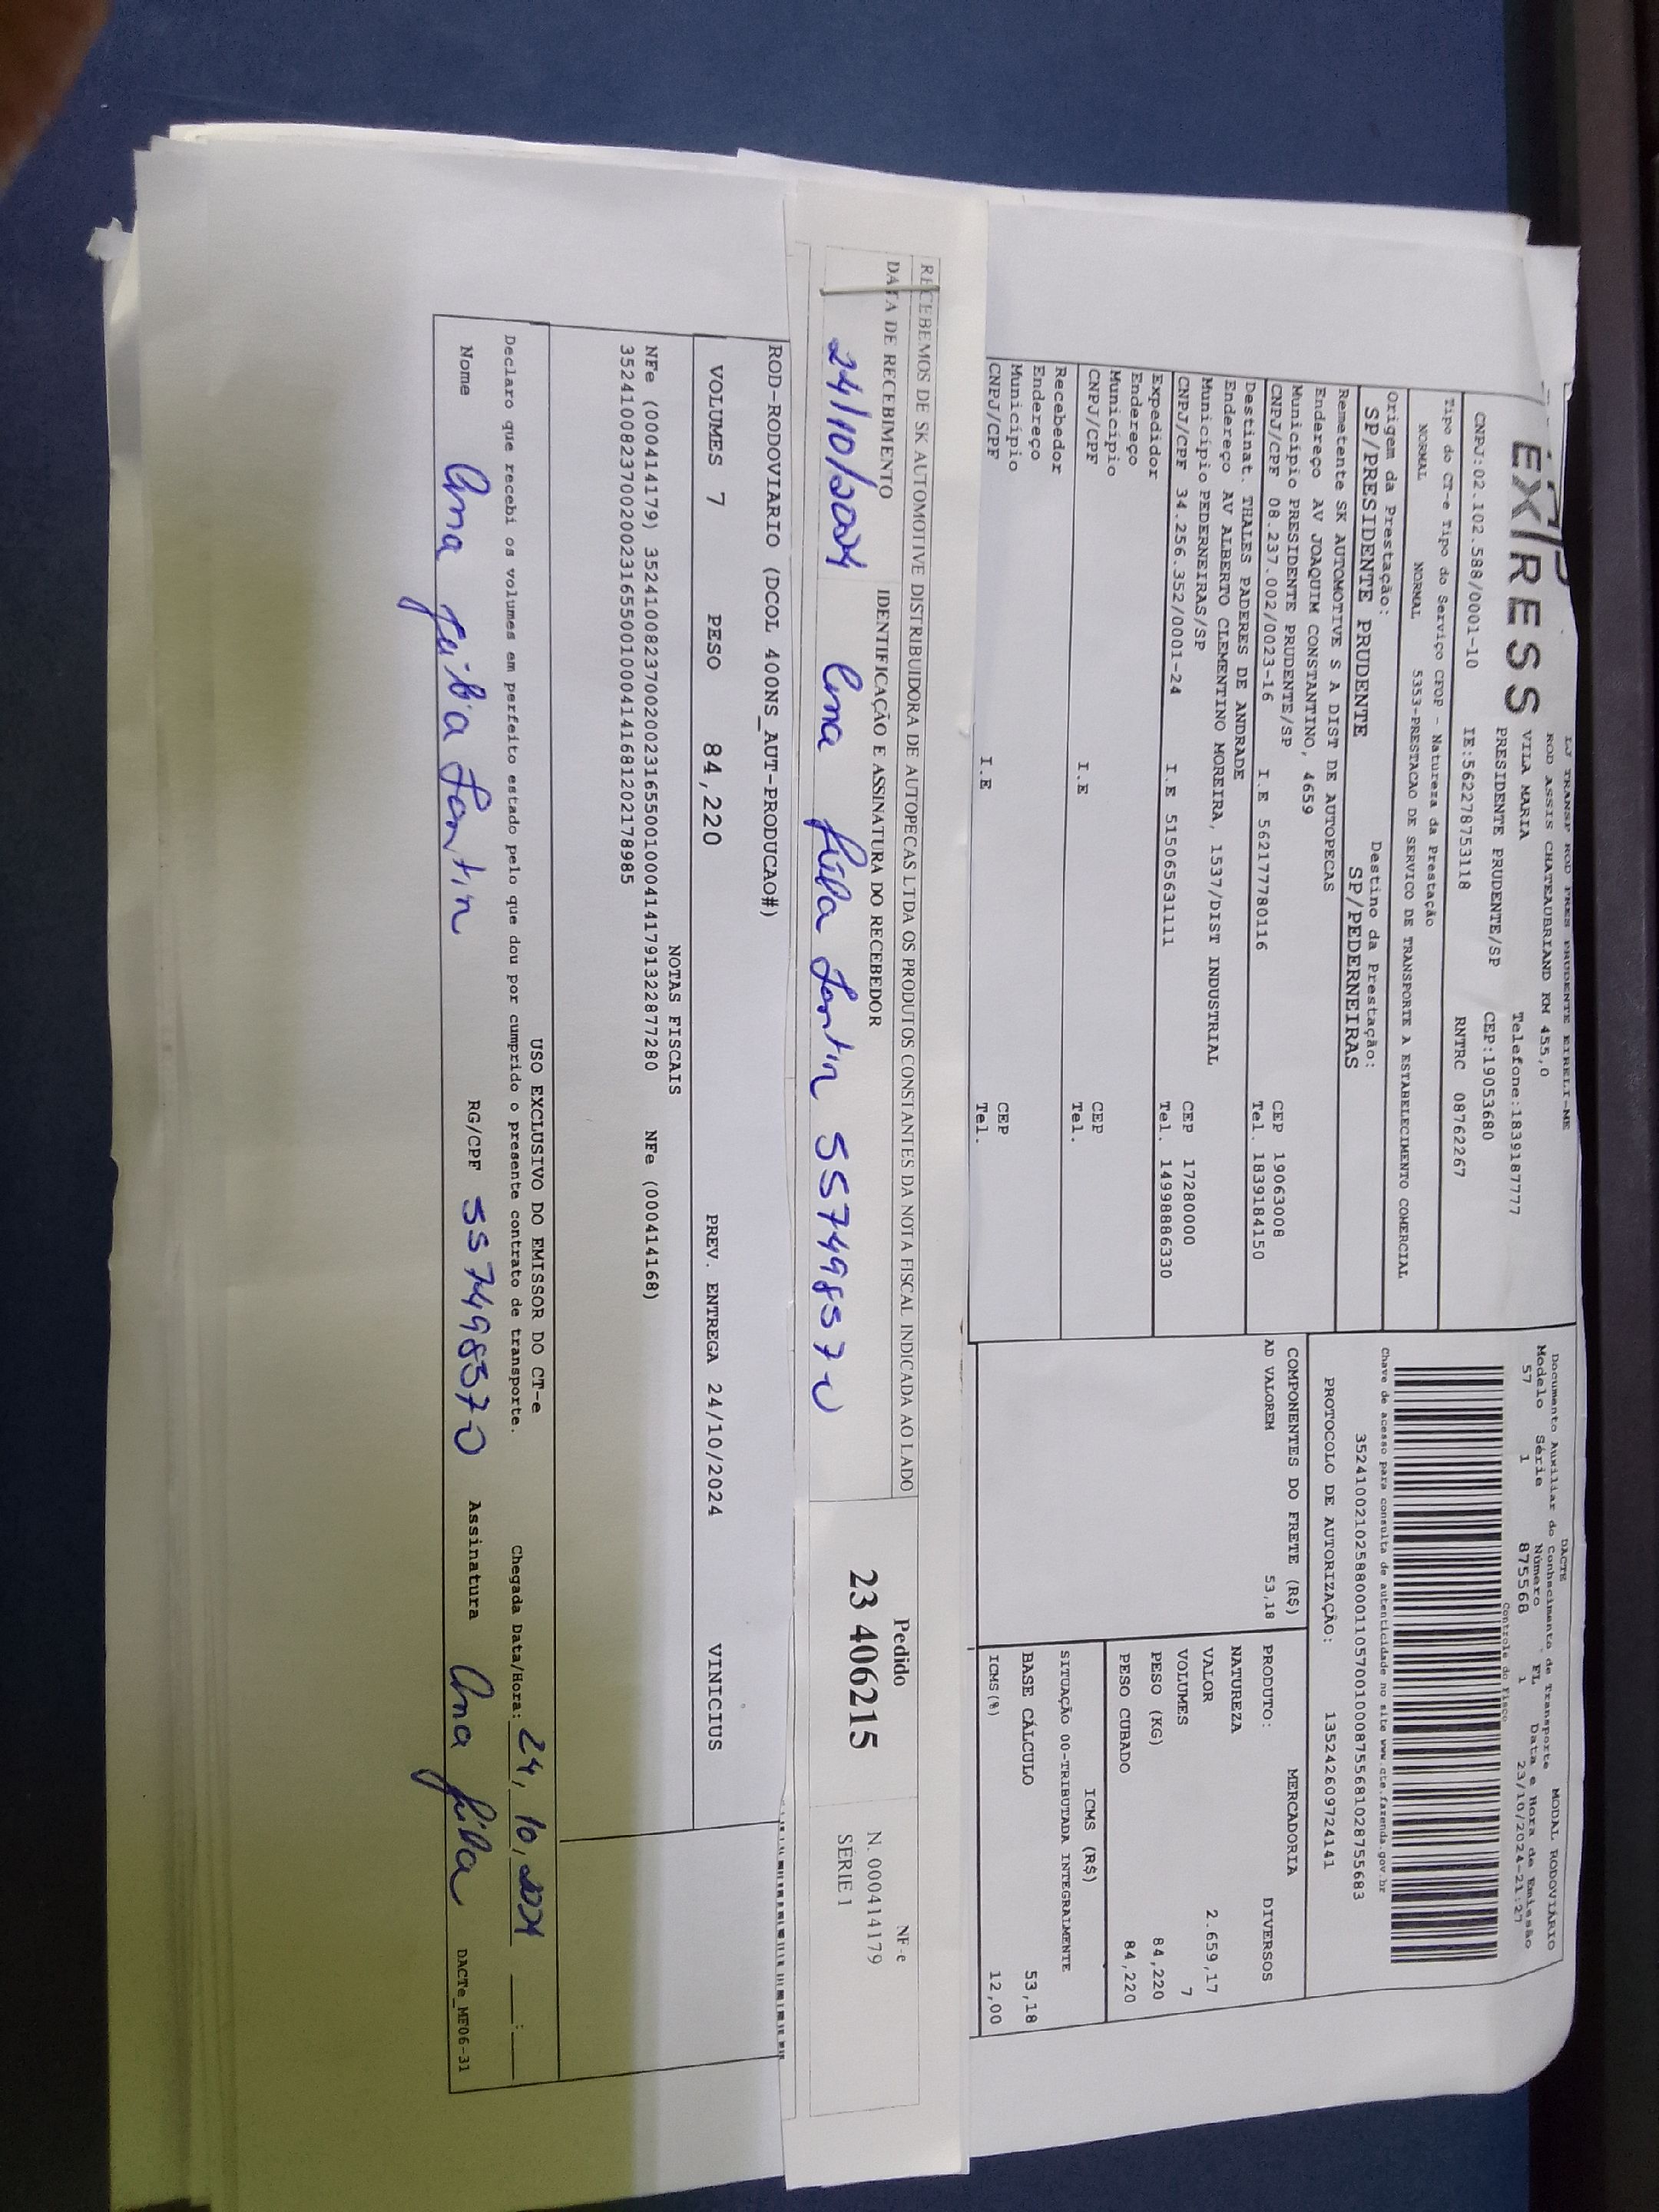 EX RESS
LJ TRANSP ROD PRES PRUDENTE EIRELI-ME
ROD ASSIS CHATEAUBRIAND KM 455,0
VILA MARIA Telefone:1839187777
PRESIDENTE PRUDENTE/SP CEP:19053680
CNPJ:02.102.588/0001-10 IE:562278753118 RNTRC 08762267
Tipo do CT-e Tipo do Serviço CFOP - Natureza da Prestação
NORMAL NORMAL 5353-PRESTACAO DE SERVICO DE TRANSPORTE A ESTABELECIMENTO COMERCIAL
Origem da Prestação: Destino da Prestação:
SP/PRESIDENTE PRUDENTE SP/PEDERNEIRAS
Remetente SK AUTOMOTIVE S A DIST DE AUTOPECAS
Endereço AV JOAQUIM CONSTANTINO, 4659
Município PRESIDENTE PRUDENTE/SP CEP 19063008
CNPJ/CPF 08.237.002/0023-16 I.E 562177780116 Tel. 1839184150
Destinat. THALES PADERES DE ANDRADE
Endereço AV ALBERTO CLEMENTINO MOREIRA, 1537/DIST INDUSTRIAL
Município PEDERNEIRAS/SP CEP 17280000
CNPJ/CPF 34.256.352/0001-24 I.E 515065631111 Tel. 14998886330
Expedidor
Endereço
Município CEP
CNPJ/CPF I.E Tel.
Recebedor
Endereço
Município CEP
CNPJ/CPF I.E Tel.
DACTE MODAL RODOVIÁRIO
Documento Auxiliar do Conhecimento de Transporte
Modelo Série Número FL Data e Hora de Emissão
57 1 875568 1 23/10/2024-21:27
Controle do Fisco
Chave de acesso para consulta de autenticidade no site www.cte.fazenda.gov.br
35241002102588000110570010008755681028755683
PROTOCOLO DE AUTORIZAÇÃO: 135242609724141
COMPONENTES DO FRETE (R$)
AD VALOREM 53,18
MERCADORIA
PRODUTO: DIVERSOS
NATUREZA
VALOR 2.659,17
VOLUMES 7
PESO (KG) 84,220
PESO CUBADO 84,220
ICMS (R$)
SITUAÇÃO 00-TRIBUTADA INTEGRALMENTE
BASE CÁLCULO 53,18
ICMS(%) 12,00
RECEBEMOS DE SK AUTOMOTIVE DISTRIBUIDORA DE AUTOPECAS LTDA OS PRODUTOS CONSTANTES DA NOTA FISCAL INDICADA AO LADO
DATA DE RECEBIMENTO IDENTIFICAÇÃO E ASSINATURA DO RECEBEDOR
24/10/2024 Ana Júlia Fontin 557498570
Pedido
23 406215
NF-e
N. 000414179
SÉRIE 1
ROD-RODOVIARIO (DCOL 400NS_AUT-PRODUCAO#)
VOLUMES 7 PESO 84,220 PREV. ENTREGA 24/10/2024 VINICIUS
NOTAS FISCAIS
NFe (000414179) 35241008237002002316550010004141791322877280 NFe (000414168)
35241008237002002316550010004141681202178985
USO EXCLUSIVO DO EMISSOR DO CT-e
Declaro que recebi os volumes em perfeito estado pelo que dou por cumprido o presente contrato de transporte. Chegada Data/Hora: 24, 10, 2024 __:__
Nome Ana Júlia Fontin RG/CPF 557498570 Assinatura Ana Júlia
DACTe_MF06-31